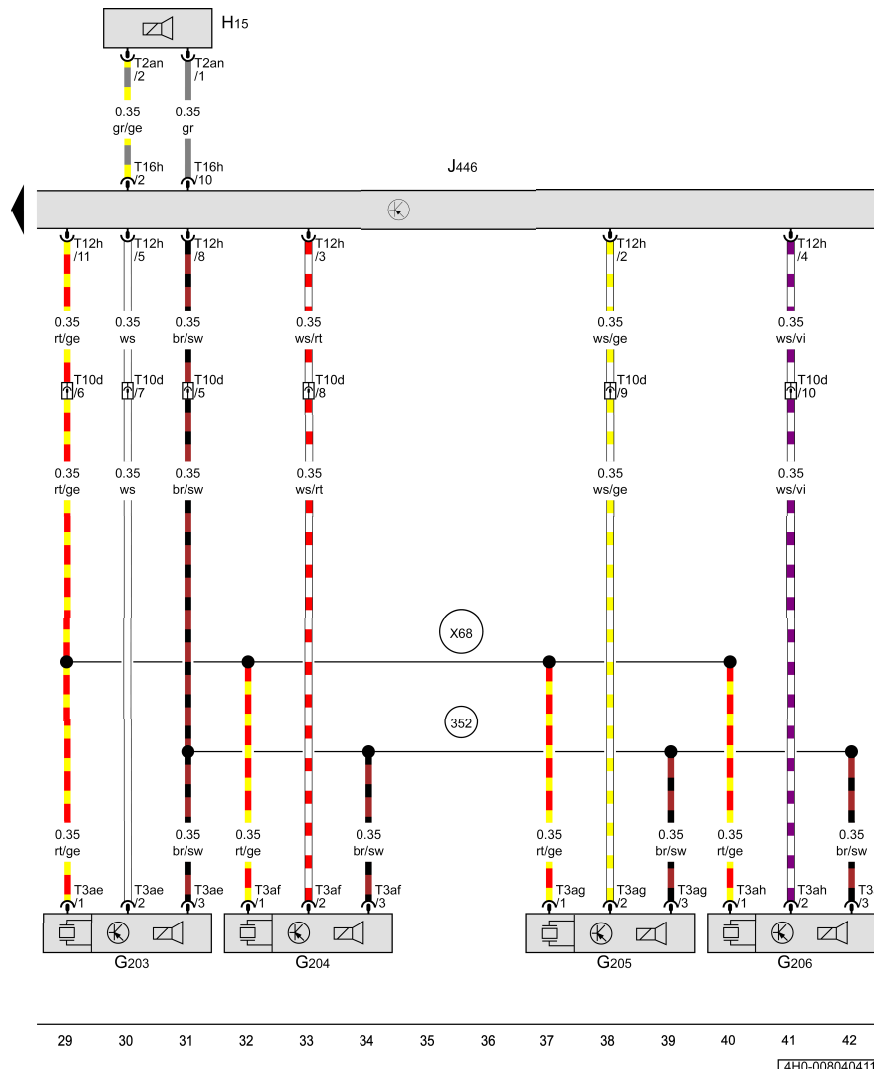 H15
T2an T2an
/2 /1
0.35 0.35
gr/ge gr
T16h T16h J446
/2 /10
T12h T12h T12h T12h T12h T12h
/11 /5 /8 /3 /2 /4
0.35 0.35 0.35 0.35 0.35 0.35
rt/ge ws br/sw ws/rt ws/ge ws/vi
T10d T10d T10d T10d T10d T10d
/6 /7 /5 /8 /9 /10
0.35 0.35 0.35 0.35 0.35 0.35
rt/ge ws br/sw ws/rt ws/ge ws/vi
X68
352
0.35 0.35 0.35 0.35 0.35 0.35 0.35 0.35
rt/ge br/sw rt/ge br/sw rt/ge br/sw rt/ge br/sw
T3ae T3ae T3ae T3af T3af T3af T3ag T3ag T3ag T3ah T3ah T3
/1 /2 /3 /1 /2 /3 /1 /2 /3 /1 /2 /3
G203 G204 G205 G206
29 30 31 32 33 34 35 36 37 38 39 40 41 42
4H0-008040411